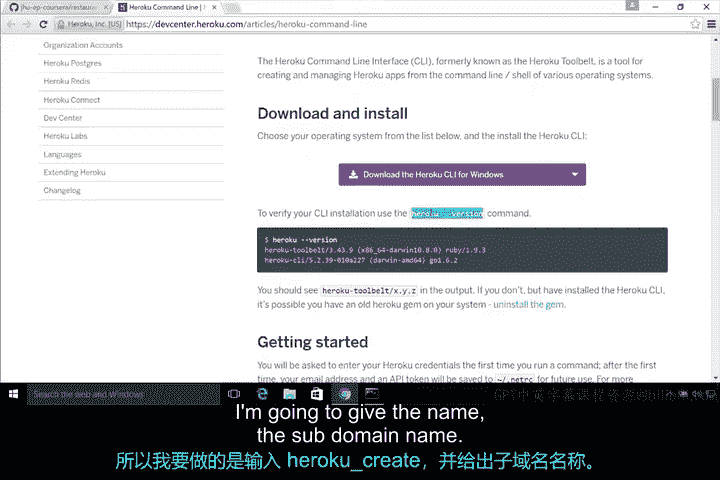 jhu-ep-coursera/restaura
Heroku Command Line | H
Heroku, Inc. [US]
https://devcenter.heroku.com/articles/heroku-command-line
Organization Accounts
Heroku Postgres
Heroku Redis
Heroku Connect
Dev Center
Heroku Labs
Languages
Extending Heroku
Changelog
The Heroku Command Line Interface (CLI), formerly known as the Heroku Toolbelt, is a tool for
creating and managing Heroku apps from the command line / shell of various operating systems.
Download and install
Choose your operating system from the list below, and the install the Heroku CLI:
Download the Heroku CLI for Windows
To verify your CLI installation use the heroku --version command.
$ heroku --version
heroku-toolbelt/3.43.9 (x86_64-darwin10.8.0) ruby/1.9.3
heroku-cli/5.2.39-010a227 (darwin-amd64) go1.6.2
You should see heroku-toolbelt/x.y.z in the output. If you don't, but have installed the Heroku CLI,
it's possible you have an old heroku gem on your system - uninstall the gem.
Getting started
You will be asked to enter your Heroku credentials the first time you run a command; after the first
time, your email address and an API token will be saved to ~/.netrc for future use. For more
Search the web and Windows
I'm going to give the name,
the sub domain name.
所以我要做的是输入 heroku_create，并给出子域名名称。